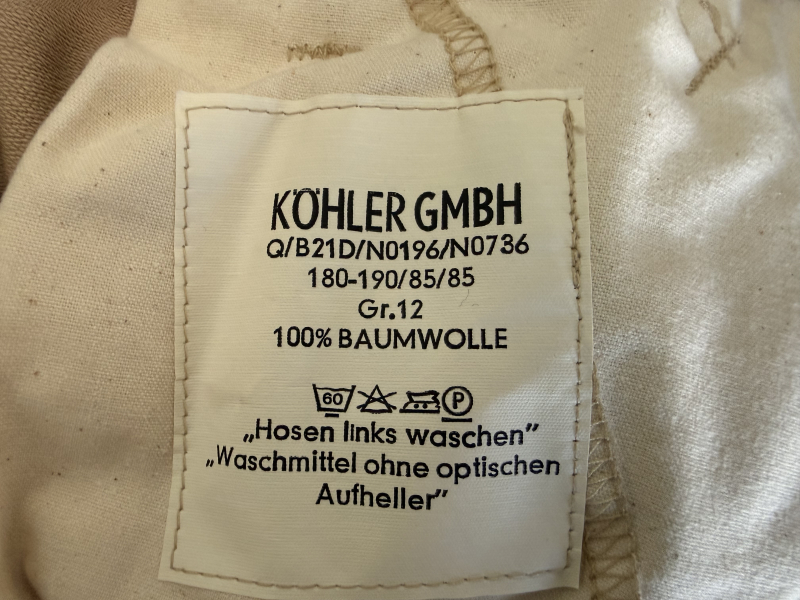 KÖHLER GMBH
Q/B21D/N0196/N0736
180-190/85/85
Gr.12
100% BAUMWOLLE
60 P
„Hosen links waschen”
„Waschmittel ohne optischen
Aufheller”